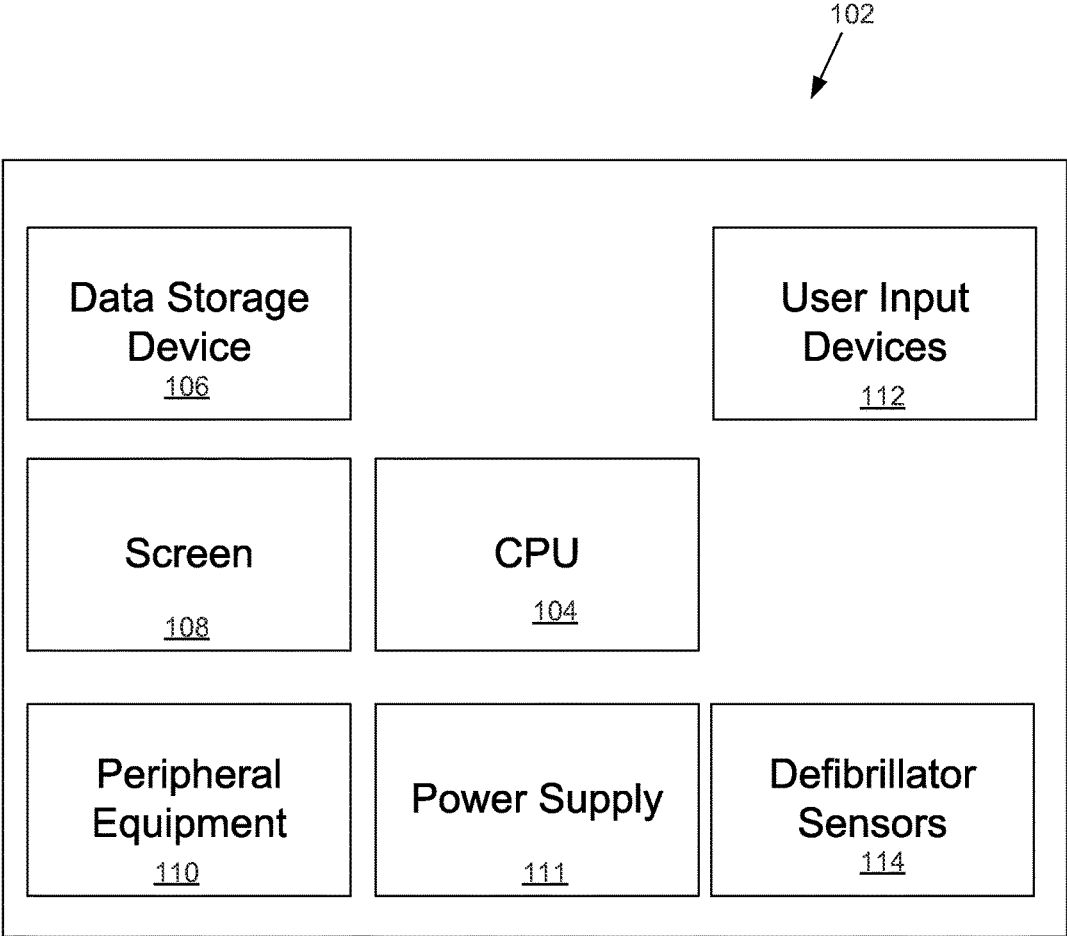 102
Data Storage
Device
106
User Input
Devices
112
Screen
108
CPU
104
Peripheral
Equipment
110
Power Supply
111
Defibrillator
Sensors
114